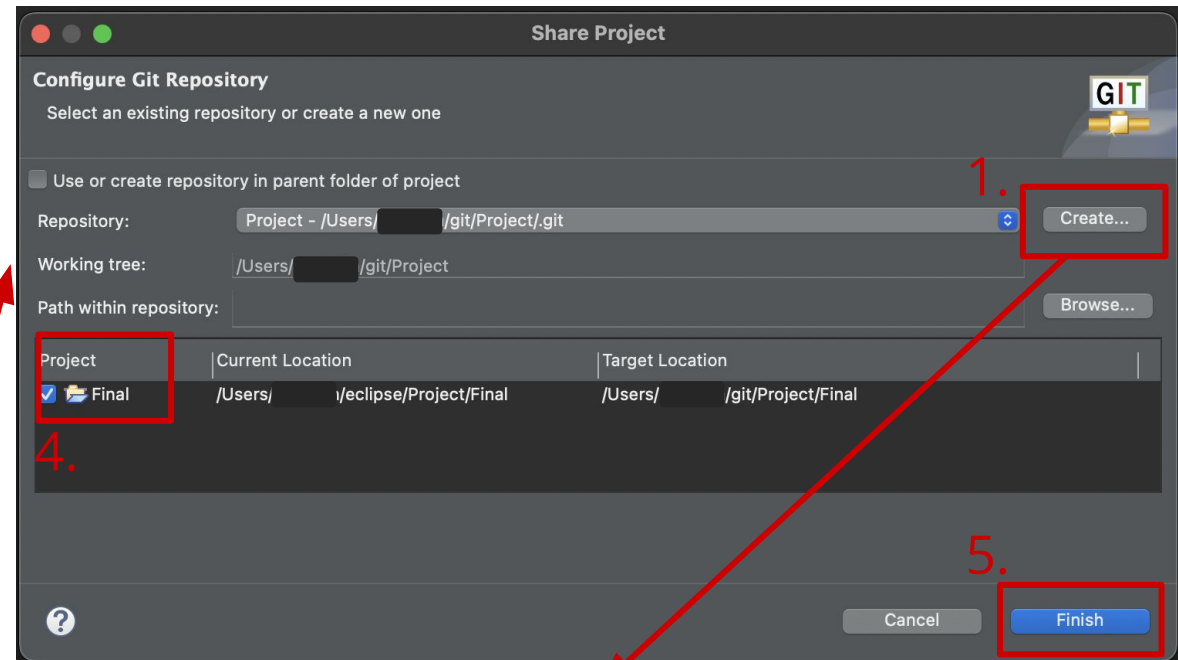 Share Project
Configure Git Repository
Select an existing repository or create a new one
GIT
Use or create repository in parent folder of project
1.
Repository: Project - /Users/ /git/Project/.git Create...
Working tree: /Users/ /git/Project
Path within repository: Browse...
Project Current Location Target Location
Final /Users/ /eclipse/Project/Final /Users/ /git/Project/Final
4.
5.
? Cancel Finish